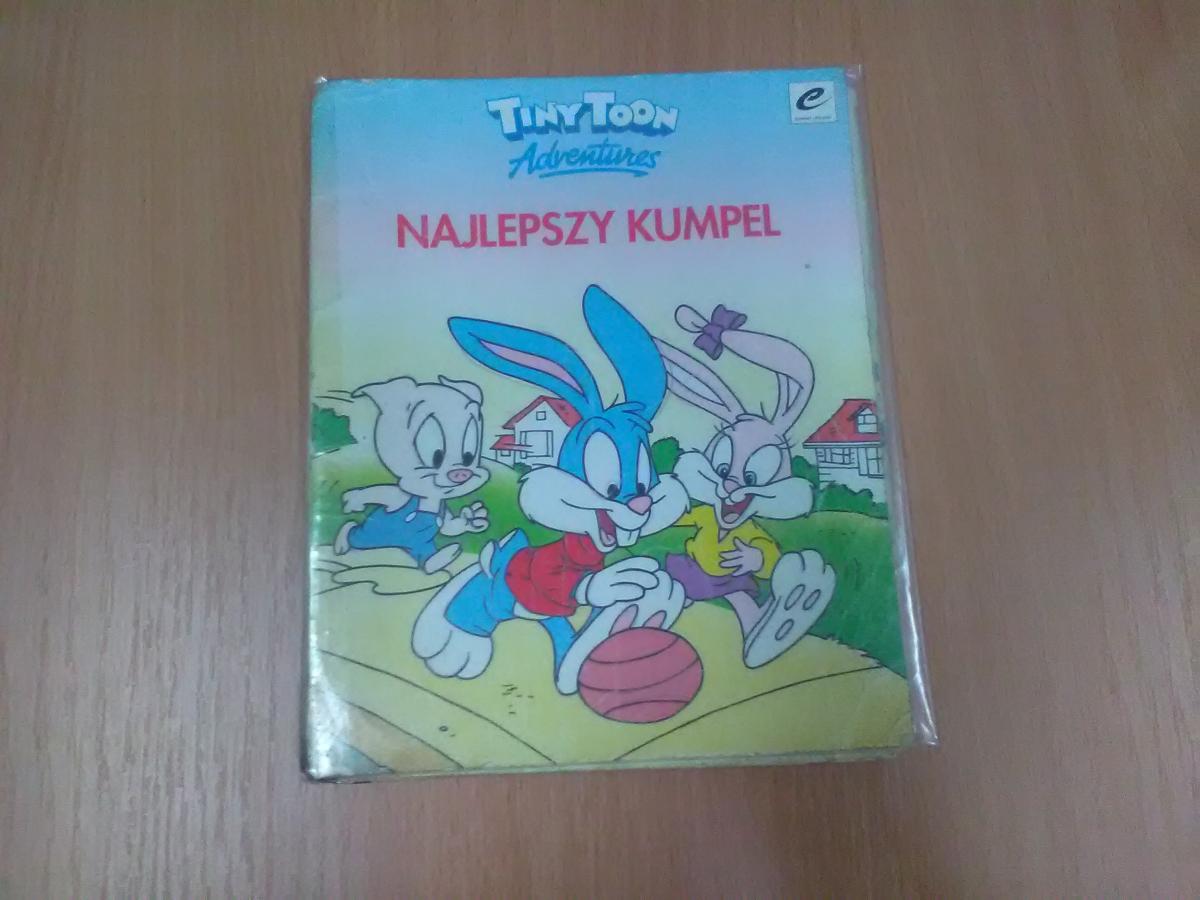 TINY TOON
Adventures
NAJLEPSZY KUMPEL